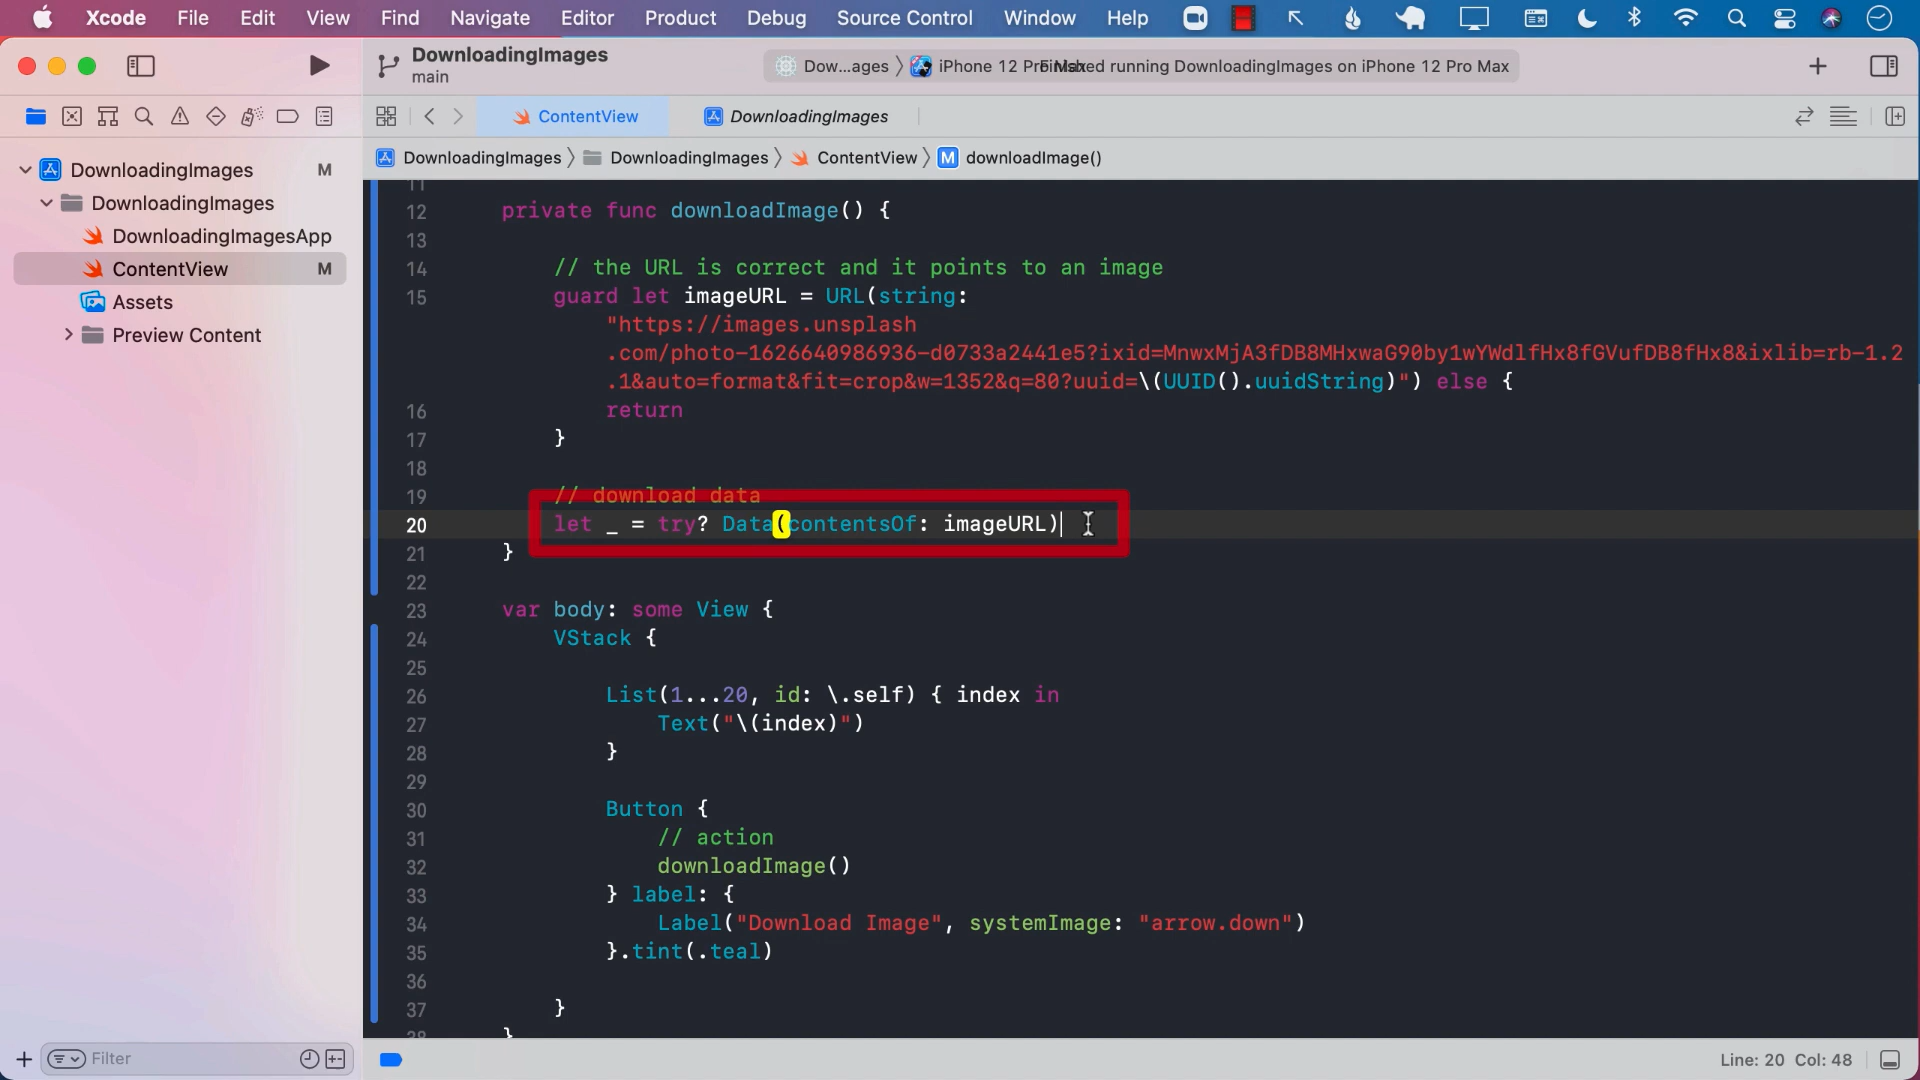 Xcode File Edit View Find Navigate Editor Product Debug Source Control Window Help
DownloadingImages
main
Dow...ages iPhone 12 Pro Max Finished running DownloadingImages on iPhone 12 Pro Max
ContentView DownloadingImages
DownloadingImages DownloadingImages ContentView M downloadImage()
DownloadingImages M
DownloadingImages
DownloadingImagesApp
ContentView M
Assets
Preview Content
11
12 private func downloadImage() {
13
14 // the URL is correct and it points to an image
15 guard let imageURL = URL(string:
"https://images.unsplash
.com/photo-1626640986936-d0733a2441e5?ixid=MnwxMjA3fDB8MHxwaG90by1wYWdlfHx8fGVufDB8fHx8&ixlib=rb-1.2
.1&auto=format&fit=crop&w=1352&q=80?uuid=\(UUID().uuidString)") else {
16 return
17 }
18
19 // download data
20 let _ = try? Data(contentsOf: imageURL)
21 }
22
23 var body: some View {
24 VStack {
25
26 List(1...20, id: \.self) { index in
27 Text("\(index)")
28 }
29
30 Button {
31 // action
32 downloadImage()
33 } label: {
34 Label("Download Image", systemImage: "arrow.down")
35 }.tint(.teal)
36
37 }
38 }
Filter
Line: 20 Col: 48